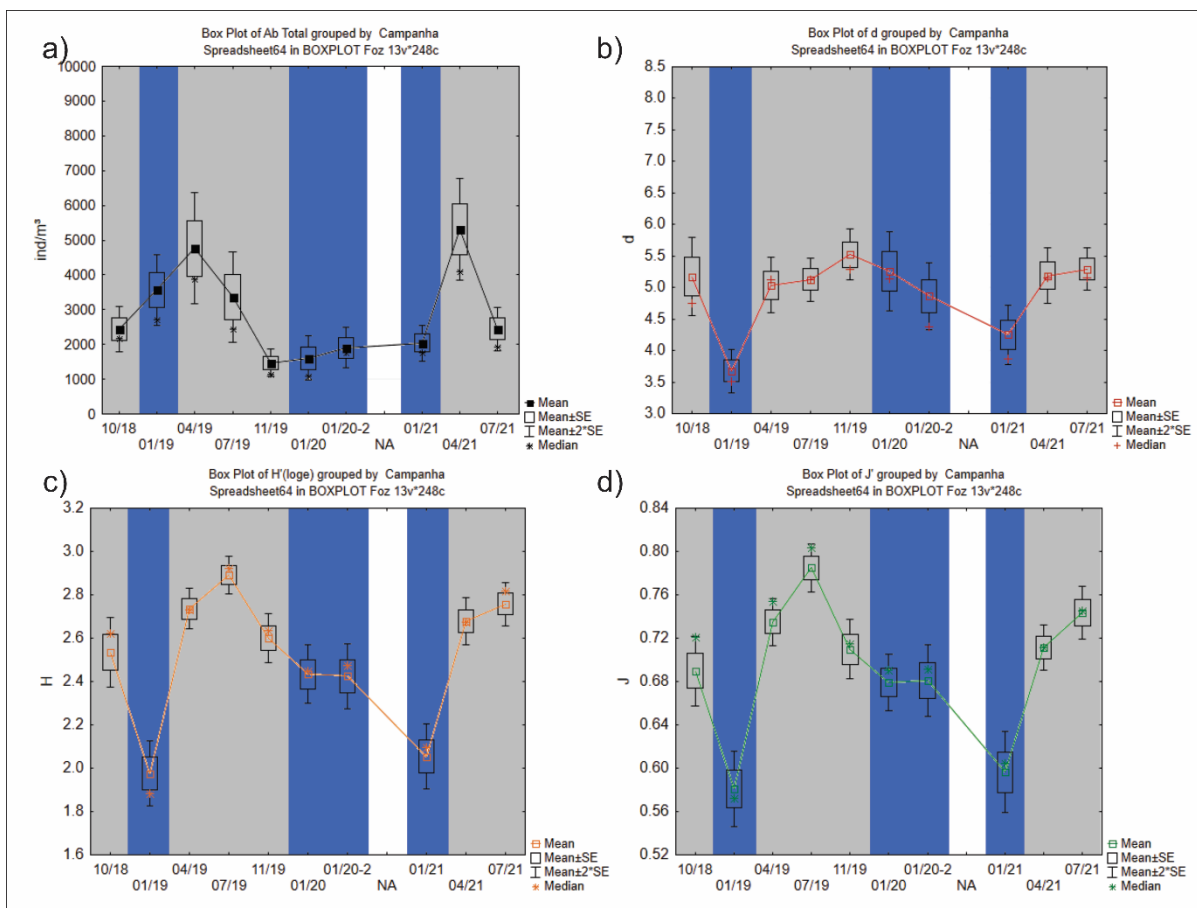 a)
Box Plot of Ab Total grouped by Campanha
Spreadsheet64 in BOXPLOT Foz 13v*248c
10000
9000
8000
7000
6000
5000
4000
3000
2000
1000
0
ind/m³
10/18 04/19 11/19 01/20-2 01/21 07/21
01/19 07/19 01/20 NA 04/21
Mean
Mean±SE
Mean±2*SE
Median
b)
Box Plot of d grouped by Campanha
Spreadsheet64 in BOXPLOT Foz 13v*248c
8.5
8.0
7.5
7.0
6.5
6.0
5.5
5.0
4.5
4.0
3.5
3.0
d
10/18 04/19 11/19 01/20-2 01/21 07/21
01/19 07/19 01/20 NA 04/21
Mean
Mean±SE
Mean±2*SE
Median
c)
Box Plot of H'(loge) grouped by Campanha
Spreadsheet64 in BOXPLOT Foz 13v*248c
3.2
3.0
2.8
2.6
2.4
2.2
2.0
1.8
1.6
H
10/18 04/19 11/19 01/20-2 01/21 07/21
01/19 07/19 01/20 NA 04/21
Mean
Mean±SE
Mean±2*SE
Median
d)
Box Plot of J' grouped by Campanha
Spreadsheet64 in BOXPLOT Foz 13v*248c
0.84
0.80
0.76
0.72
0.68
0.64
0.60
0.56
0.52
J
10/18 04/19 11/19 01/20-2 01/21 07/21
01/19 07/19 01/20 NA 04/21
Mean
Mean±SE
Mean±2*SE
Median